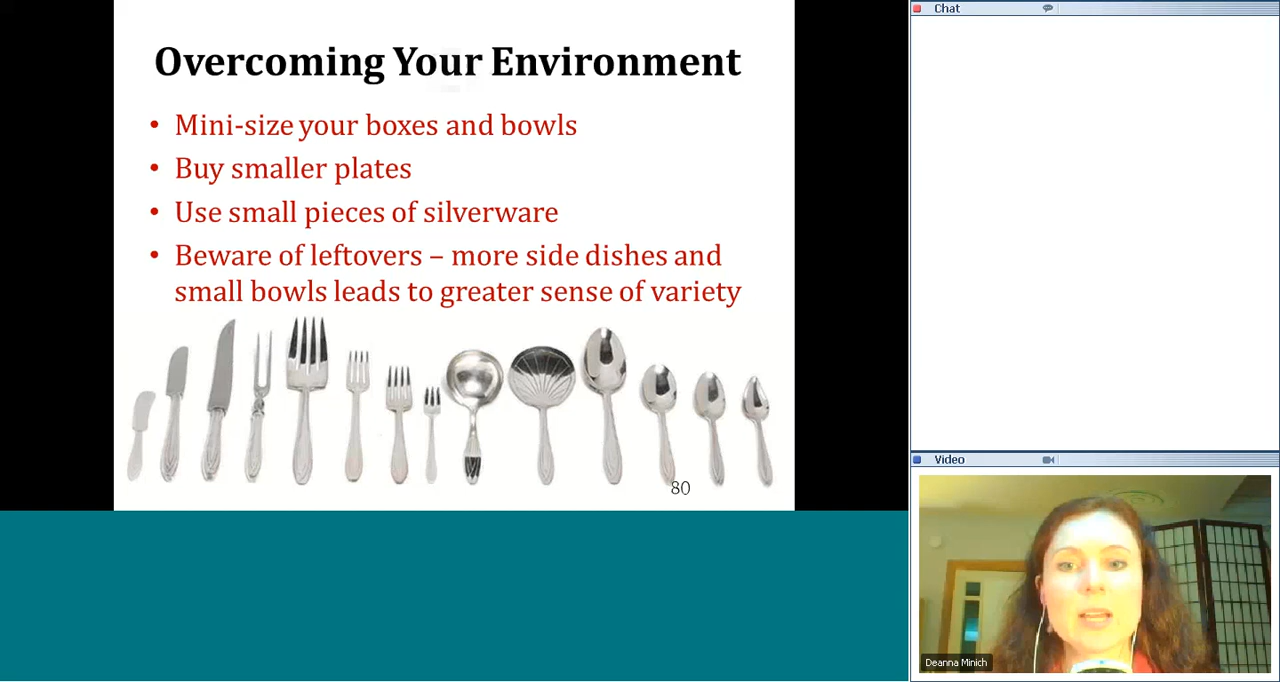 Overcoming Your Environment
• Mini-size your boxes and bowls
• Buy smaller plates
• Use small pieces of silverware
• Beware of leftovers – more side dishes and
small bowls leads to greater sense of variety
80
Chat
Video
Deanna Minich